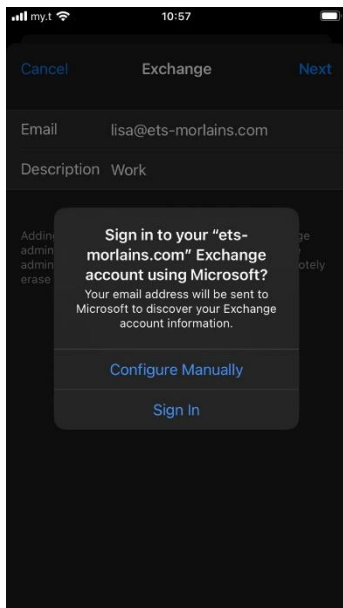 my.t 10:57
Cancel Exchange Next
Email lisa@ets-morlains.com
Description Work
Sign in to your “ets-
morlains.com” Exchange
account using Microsoft?
Your email address will be sent to
Microsoft to discover your Exchange
account information.
Configure Manually
Sign In